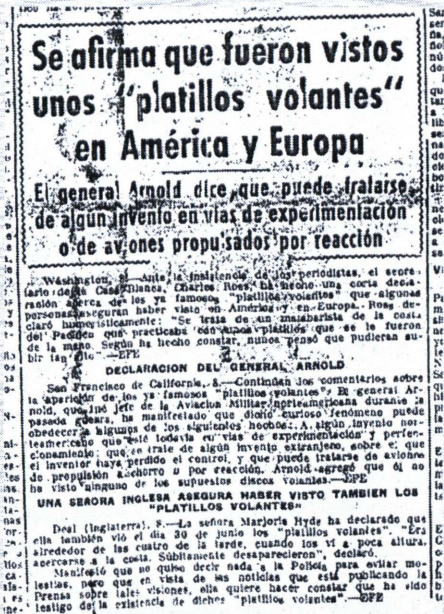 Se afirma que fueron vistos
unos "platillos volantes"
en América y Europa
El general Arnold dice que puede tratarse
de algún invento en vías de experimentación
o de aviones propulsados por reacción
Washington, 8.—Ante la insistencia de los periodistas, el secre-
tario de la Casa Blanca, Charles Ross, ha hecho una corta decla-
ración acerca de los ya famosos "platillos volantes" que algunas
personas aseguran haber visto en América y en Europa. Ross de-
claró humorísticamente: "Se trata de un malabarista de la costa
del Pacífico que practicaba con unos platillos que se le fueron
de la mano. Según ha hecho constar, nunca pensó que pudieran su-
bir tan alto".—EFE
DECLARACION DEL GENERAL ARNOLD
San Francisco de California, 8.—Continúan los comentarios sobre
la aparición de los ya famosos "platillos volantes". El general Ar-
nold, que fué jefe de la Aviación Militar norteamericana durante la
pasada guerra, ha manifestado que dicho curioso fenómeno puede
obedecer a algunos de los siguientes hechos: A algún invento nor-
teamericano que esté todavía en vías de experimentación y perfec-
cionamiento; que se trate de algún invento extranjero, sobre el que
el inventor haya perdido el control, y que puede tratarse de aviones
de propulsión a chorro o por reacción. Arnold agregó que él no
ha visto ninguno de los supuestos discos volantes.—EFE
UNA SEÑORA INGLESA ASEGURA HABER VISTO TAMBIEN LOS
"PLATILLOS VOLANTES"
Deal (Inglaterra), 8.—La señora Marjorie Hyde ha declarado que
ella también vió el día 30 de junio los "platillos volantes". "Era
alrededor de las cuatro de la tarde, cuando los vi a poca altura,
acercarse a la costa. Súbitamente desaparecieron", declaró.
Manifestó que no quiso decir nada a la Policía para evitar mo-
lestias, pero que en vista de las noticias que está publicando la
Prensa sobre tales visiones, ella quiere hacer constar que ha sido
testigo de la existencia de dichos "platillos volantes".—EFE